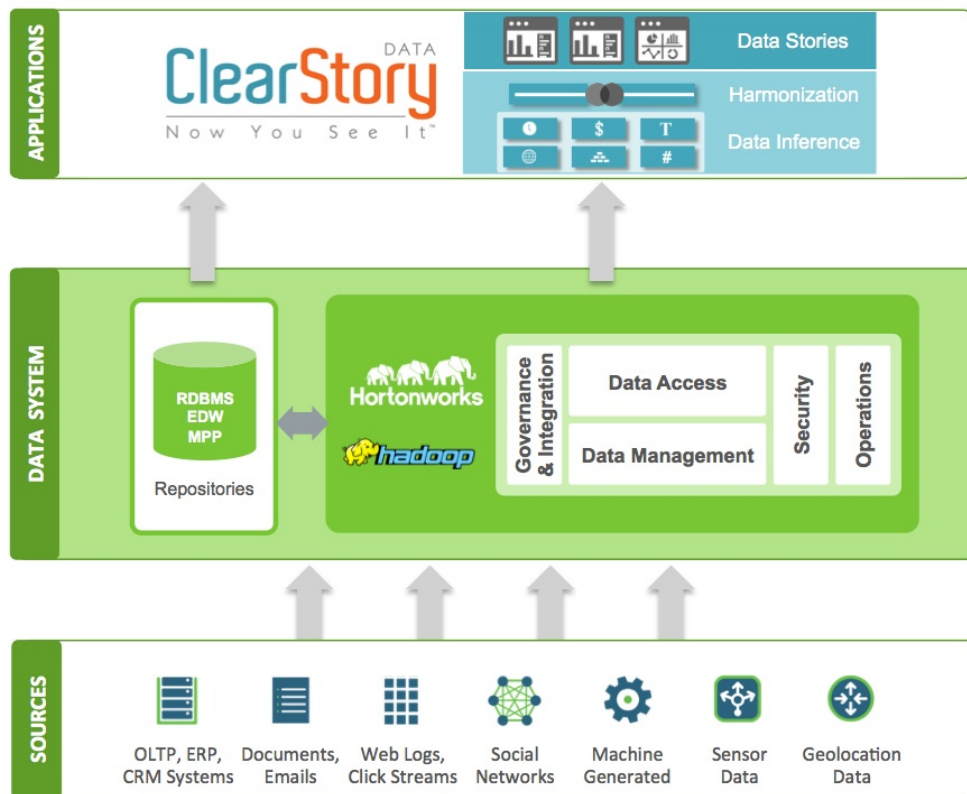 APPLICATIONS
DATA
ClearStory
Now You See It™
Data Stories
Harmonization
$
T
#
Data Inference
DATA SYSTEM
RDBMS
EDW
MPP
Repositories
Hortonworks
hadoop
Governance
& Integration
Data Access
Data Management
Security
Operations
SOURCES
OLTP, ERP,
CRM Systems
Documents,
Emails
Web Logs,
Click Streams
Social
Networks
Machine
Generated
Sensor
Data
Geolocation
Data